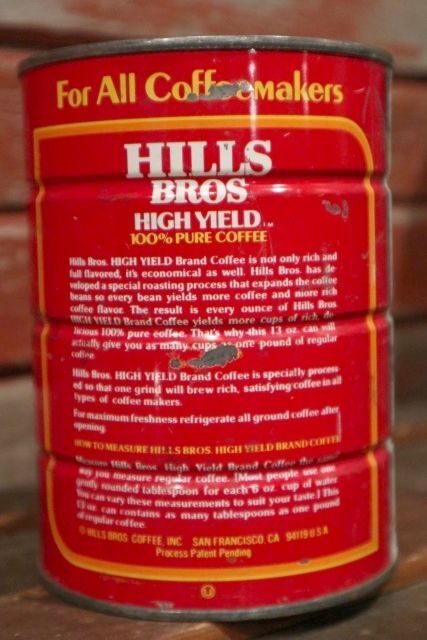 For All Coffeemakers
HILLS
BROS
HIGH YIELD TM
100% PURE COFFEE
Hills Bros. HIGH YIELD Brand Coffee is not only rich and
full flavored, it's economical as well. Hills Bros. has de-
veloped a special roasting process that expands the coffee
beans so every bean yields more coffee and more rich
coffee flavor. The result is every ounce of Hills Bros.
HIGH YIELD Brand Coffee yields more cups of rich, de-
licious 100% pure coffee. That's why this 13 oz. can will
actually give you as many cups as one pound of regular
coffee.
Hills Bros. HIGH YIELD Brand Coffee is specially process-
ed so that one grind will brew rich, satisfying coffee in all
types of coffee makers.
For maximum freshness refrigerate all ground coffee after
opening.
HOW TO MEASURE HILLS BROS. HIGH YIELD BRAND COFFEE
Measure Hills Bros. High Yield Brand Coffee the same
way you measure regular coffee. [Most people use one
gently rounded tablespoon for each 6 oz. cup of water.
You can vary these measurements to suit your taste.] This
13 oz. can contains as many tablespoons as one pound
of regular coffee.
© HILLS BROS. COFFEE, INC. SAN FRANCISCO, CA 94119 U S A
Process Patent Pending